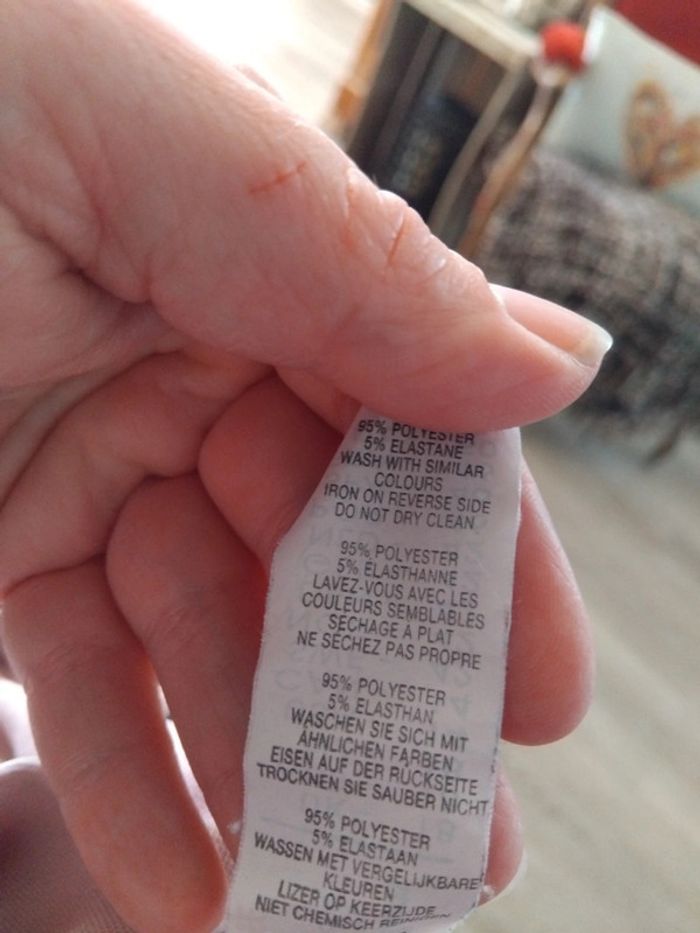 95% POLYESTER
5% ELASTANE
WASH WITH SIMILAR
COLOURS
IRON ON REVERSE SIDE
DO NOT DRY CLEAN
95% POLYESTER
5% ELASTHANNE
LAVEZ-VOUS AVEC LES
COULEURS SEMBLABLES
SECHAGE A PLAT
NE SECHEZ PAS PROPRE
95% POLYESTER
5% ELASTHAN
WASCHEN SIE SICH MIT
ÄHNLICHEN FARBEN
EISEN AUF DER RÜCKSEITE
TROCKNEN SIE SAUBER NICHT
95% POLYESTER
5% ELASTAAN
WASSEN MET VERGELIJKBARE
KLEUREN
LIZER OP KEERZIJDE
NIET CHEMISCH REINIGEN